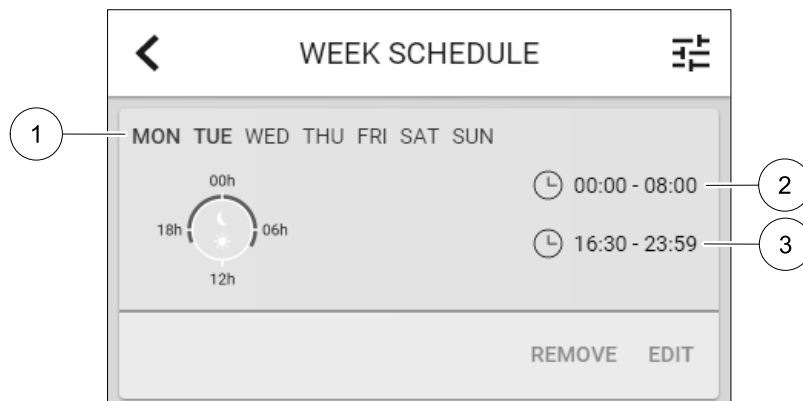 WEEK SCHEDULE
1
MON TUE WED THU FRI SAT SUN
00h
00:00 - 08:00
2
18h
06h
16:30 - 23:59
3
12h
REMOVE EDIT